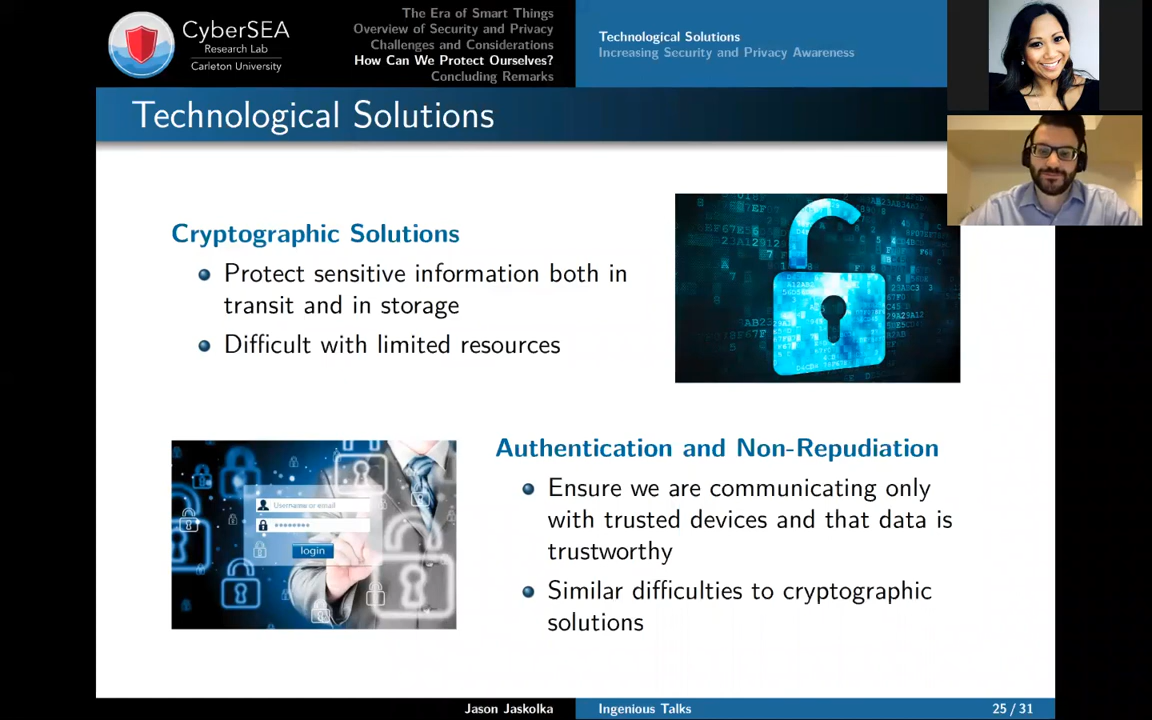 CyberSEA
Research Lab
Carleton University
The Era of Smart Things
Overview of Security and Privacy
Challenges and Considerations
How Can We Protect Ourselves?
Concluding Remarks
Technological Solutions
Increasing Security and Privacy Awareness
Technological Solutions
Cryptographic Solutions
Protect sensitive information both in
transit and in storage
Difficult with limited resources
Username or email
********
login
Authentication and Non-Repudiation
Ensure we are communicating only
with trusted devices and that data is
trustworthy
Similar difficulties to cryptographic
solutions
Jason Jaskolka
Ingenious Talks
25 / 31